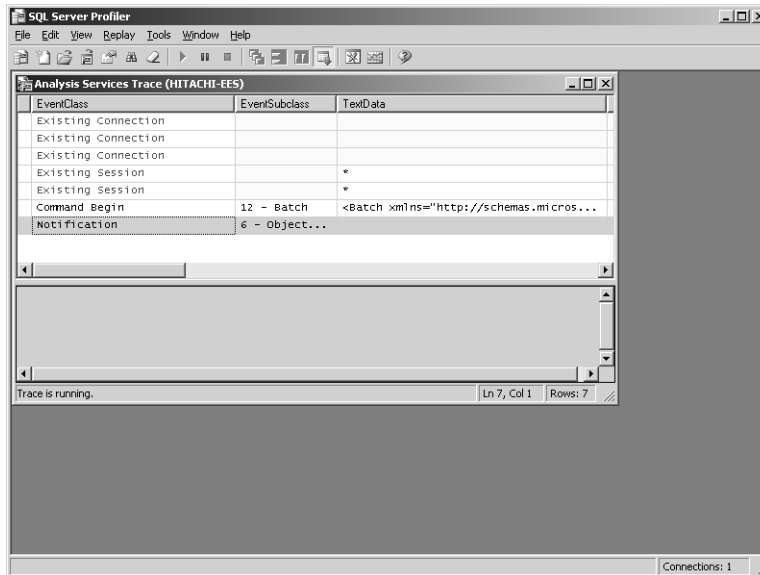 SQL Server Profiler
File Edit View Replay Tools Window Help
Analysis Services Trace (HITACHI-EES)
EventClass EventSubclass TextData
Existing Connection
Existing Connection
Existing Connection
Existing Session *
Existing Session *
Command Begin 12 - Batch <Batch xmlns="http://schemas.micros...
Notification 6 - Object...
Trace is running. Ln 7, Col 1 Rows: 7
Connections: 1